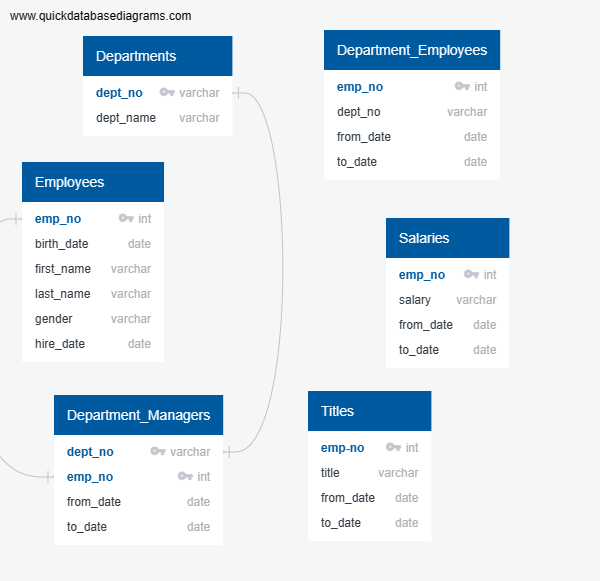 www.quickdatabasediagrams.com
Departments
dept_no varchar
dept_name varchar
Department_Employees
emp_no int
dept_no varchar
from_date date
to_date date
Employees
emp_no int
birth_date date
first_name varchar
last_name varchar
gender varchar
hire_date date
Salaries
emp_no int
salary varchar
from_date date
to_date date
Department_Managers
dept_no varchar
emp_no int
from_date date
to_date date
Titles
emp-no int
title varchar
from_date date
to_date date